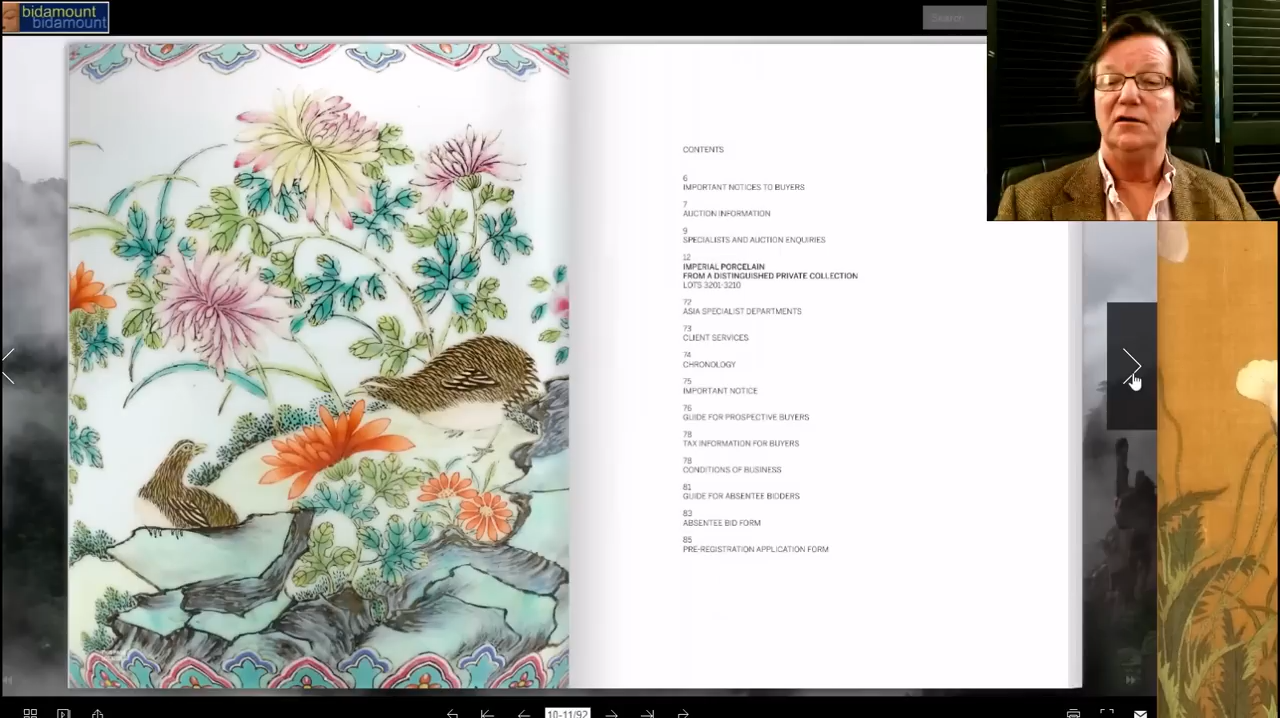 bidamount
bidamount
Search
CONTENTS
6
IMPORTANT NOTICES TO BUYERS
7
AUCTION INFORMATION
9
SPECIALISTS AND AUCTION ENQUIRIES
12
IMPERIAL PORCELAIN
FROM A DISTINGUISHED PRIVATE COLLECTION
LOTS 3201-3210
72
ASIA SPECIALIST DEPARTMENTS
73
CLIENT SERVICES
74
CHRONOLOGY
75
IMPORTANT NOTICE
76
GUIDE FOR PROSPECTIVE BUYERS
78
TAX INFORMATION FOR BUYERS
78
CONDITIONS OF BUSINESS
81
GUIDE FOR ABSENTEE BIDDERS
83
ABSENTEE BID FORM
85
PRE-REGISTRATION APPLICATION FORM
10-11/92